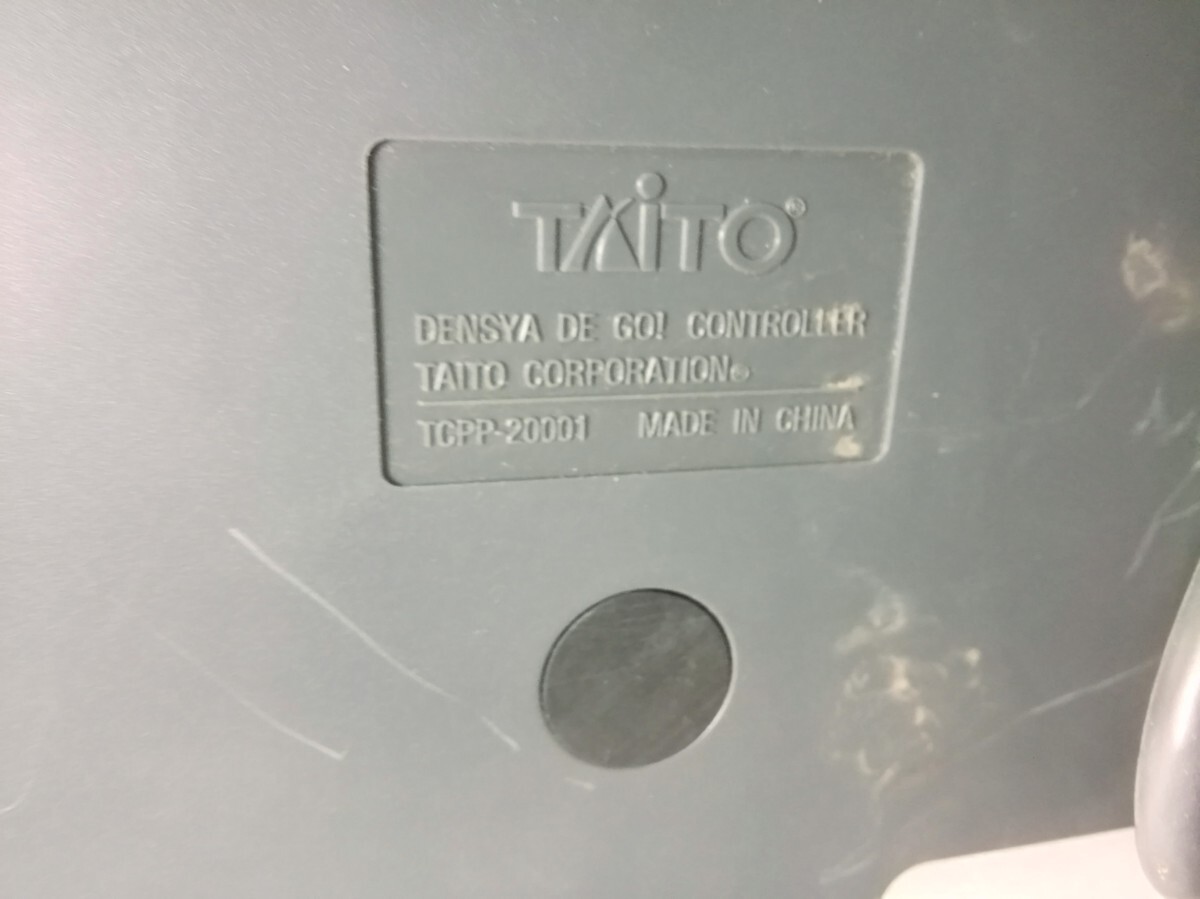 TAiTO®
DENSYA DE GO! CONTROLLER
TAITO CORPORATION
TCPP-20001 MADE IN CHINA